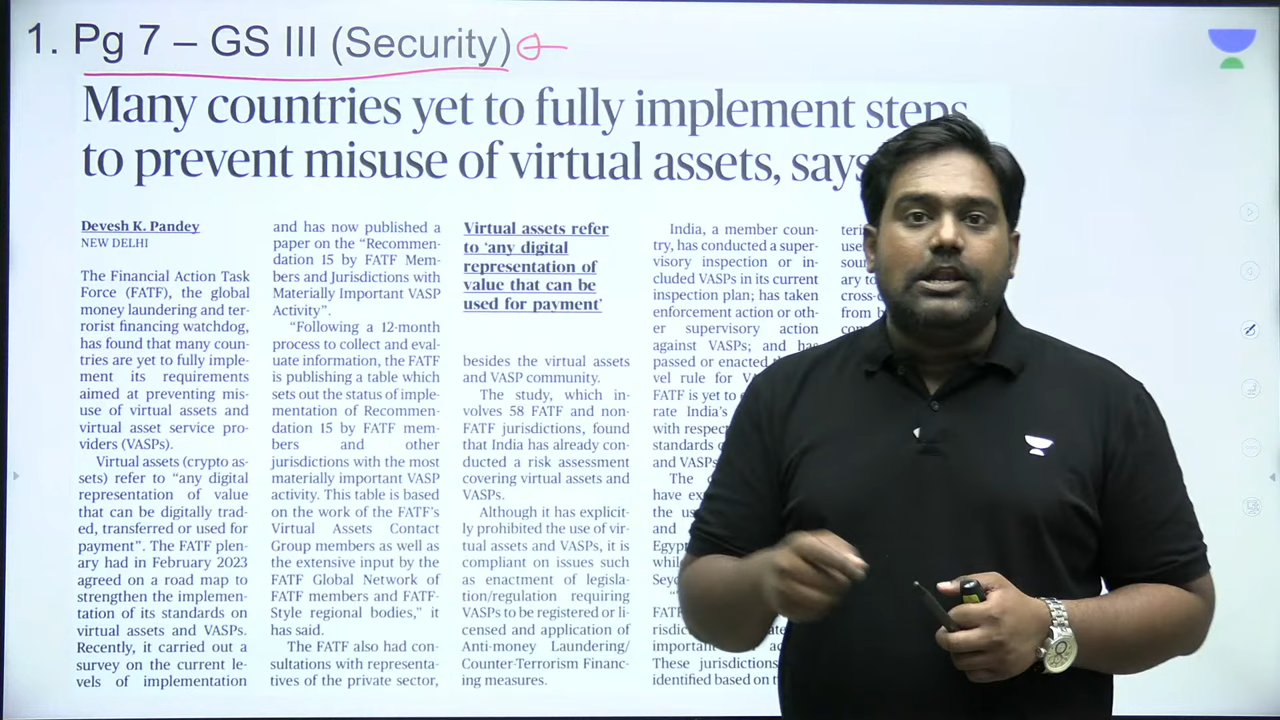 1. Pg 7 – GS III (Security)
Many countries yet to fully implement steps
to prevent misuse of virtual assets, says
Devesh K. Pandey
NEW DELHI
The Financial Action Task
Force (FATF), the global
money laundering and ter-
rorist financing watchdog,
has found that many coun-
tries are yet to fully imple-
ment its requirements
aimed at preventing mis-
use of virtual assets and
virtual asset service pro-
viders (VASPs).
Virtual assets (crypto as-
sets) refer to “any digital
representation of value
that can be digitally trad-
ed, transferred or used for
payment”. The FATF plen-
ary had in February 2023
agreed on a road map to
strengthen the implemen-
tation of its standards on
virtual assets and VASPs.
Recently, it carried out a
survey on the current le-
vels of implementation
and has now published a
paper on the “Recommen-
dation 15 by FATF Mem-
bers and Jurisdictions with
Materially Important VASP
Activity”.
“Following a 12-month
process to collect and eval-
uate information, the FATF
is publishing a table which
sets out the status of imple-
mentation of Recommen-
dation 15 by FATF mem-
bers and other
jurisdictions with the most
materially important VASP
activity. This table is based
on the work of the FATF’s
Virtual Assets Contact
Group members as well as
the extensive input by the
FATF Global Network of
FATF members and FATF-
Style regional bodies,” it
has said.
The FATF also had con-
sultations with representa-
tives of the private sector,
Virtual assets refer
to ‘any digital
representation of
value that can be
used for payment’
besides the virtual assets
and VASP community.
The study, which in-
volves 58 FATF and non-
FATF jurisdictions, found
that India has already con-
ducted a risk assessment
covering virtual assets and
VASPs.
Although it has explicit-
ly prohibited the use of vir-
tual assets and VASPs, it is
compliant on issues such
as enactment of legisla-
tion/regulation requiring
VASPs to be registered or li-
censed and application of
Anti-money Laundering/
Counter-Terrorism Financ-
ing measures.
India, a member coun-
try, has conducted a super-
visory inspection or in-
cluded VASPs in its current
inspection plan; has taken
enforcement action or oth-
er supervisory action
against VASPs; and has
passed or enacted
vel rule for
FATF is yet to
rate India’s
with respec
standards
and VASPs
The
have ex
the us
and
Egyp
while
Seyc
FATF
risdic
important
These jurisdictions
identified based on
teri
user
sour
ary to
cross-
from b